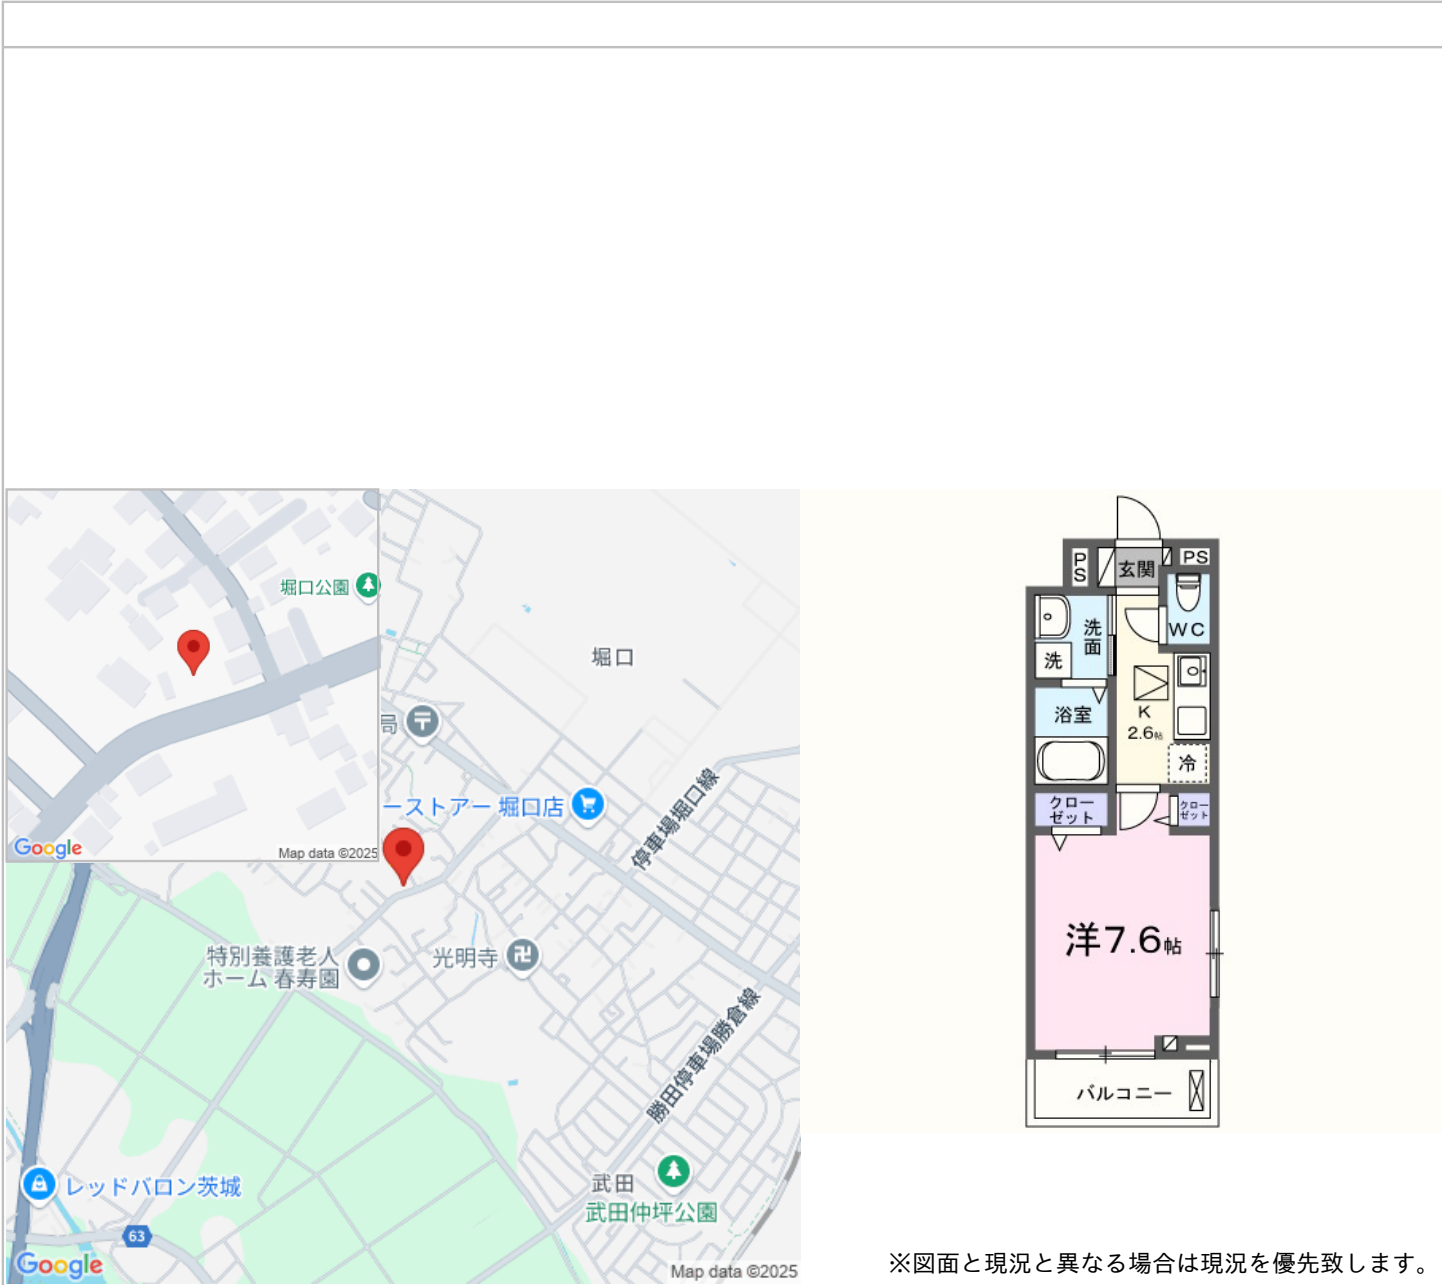 堀口公園
Google
Map data ©2025
堀口
局
ーストアー 堀口店
停車場堀口線
特別養護老人
ホーム 春寿園
光明寺
勝田停車場勝倉線
レッドバロン茨城
武田
武田仲坪公園
63
Google
Map data ©2025
PS
玄関
PS
WC
洗面
洗
浴室
K
2.6帖
冷
クロー
ゼット
クロー
ゼット
洋7.6帖
バルコニー
※図面と現況と異なる場合は現況を優先致します。